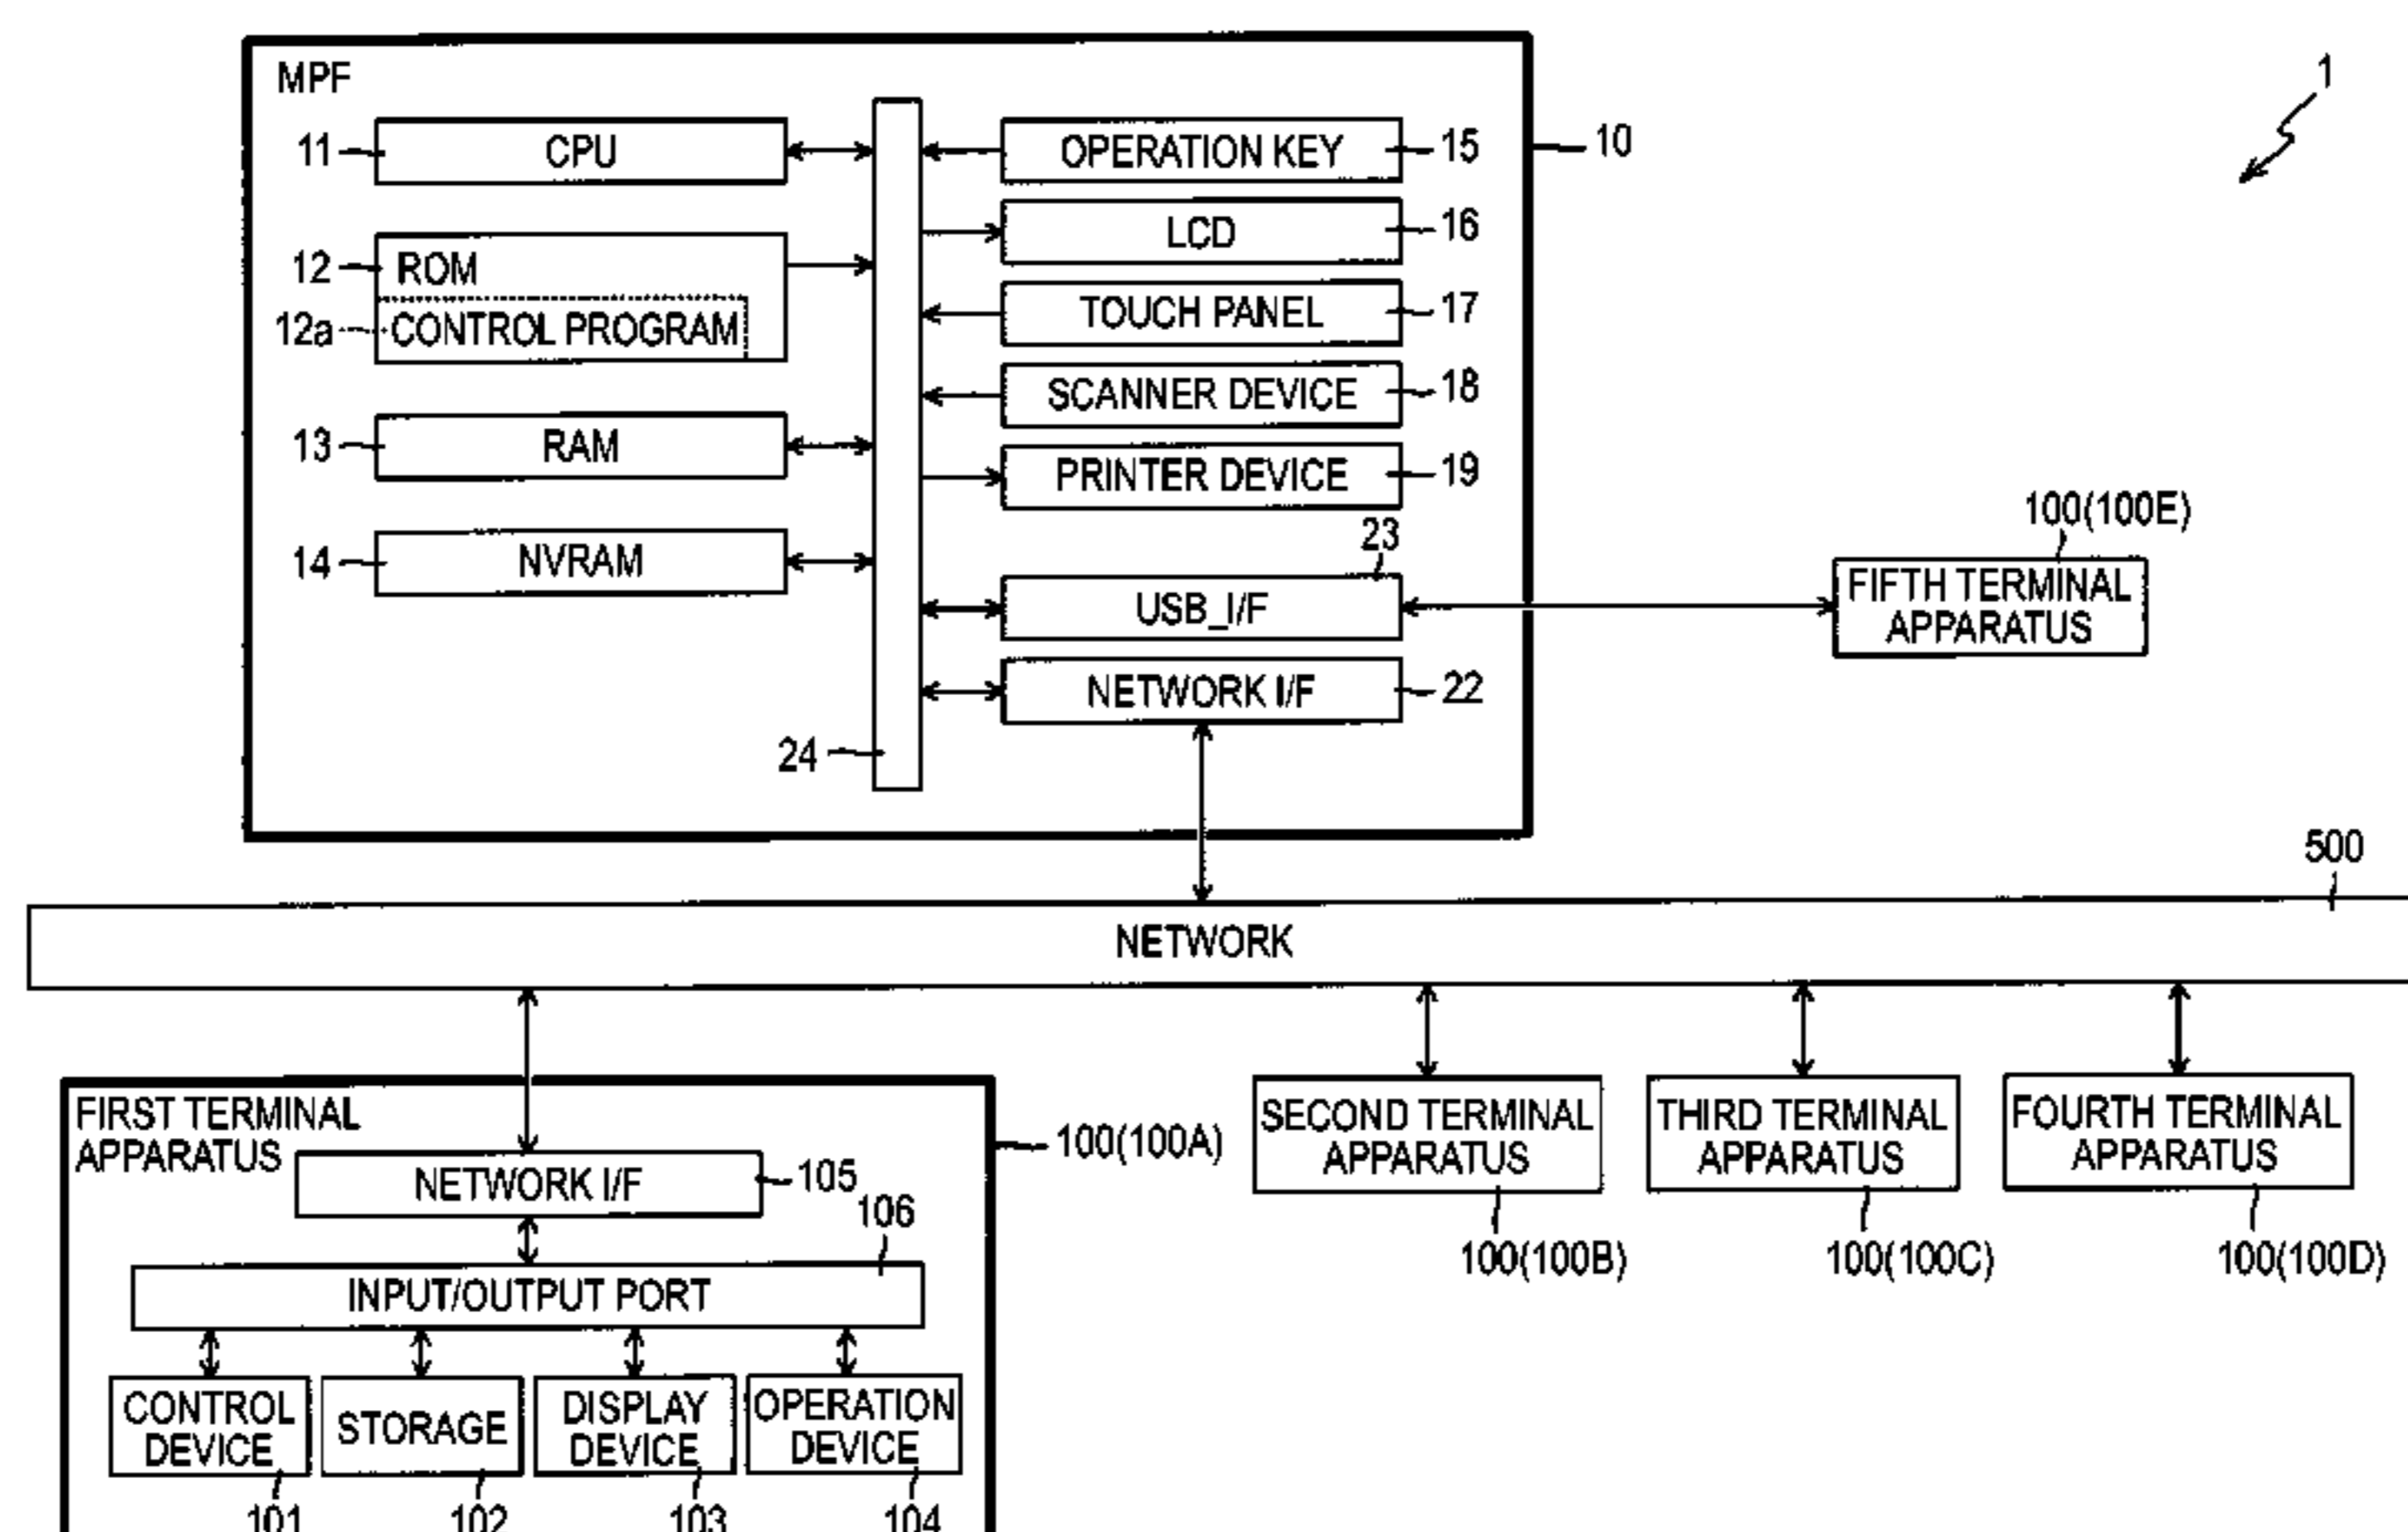 MPF
1
11
CPU
OPERATION KEY
15
10
LCD
16
12
ROM
12a
CONTROL PROGRAM
TOUCH PANEL
17
SCANNER DEVICE
18
13
RAM
PRINTER DEVICE
19
14
NVRAM
23
USB_I/F
100(100E)
FIFTH TERMINAL
APPARATUS
NETWORK I/F
22
24
500
NETWORK
FIRST TERMINAL
APPARATUS
100(100A)
NETWORK I/F
105
106
INPUT/OUTPUT PORT
CONTROL
DEVICE
STORAGE
DISPLAY
DEVICE
OPERATION
DEVICE
101
102
103
104
SECOND TERMINAL
APPARATUS
100(100B)
THIRD TERMINAL
APPARATUS
100(100C)
FOURTH TERMINAL
APPARATUS
100(100D)